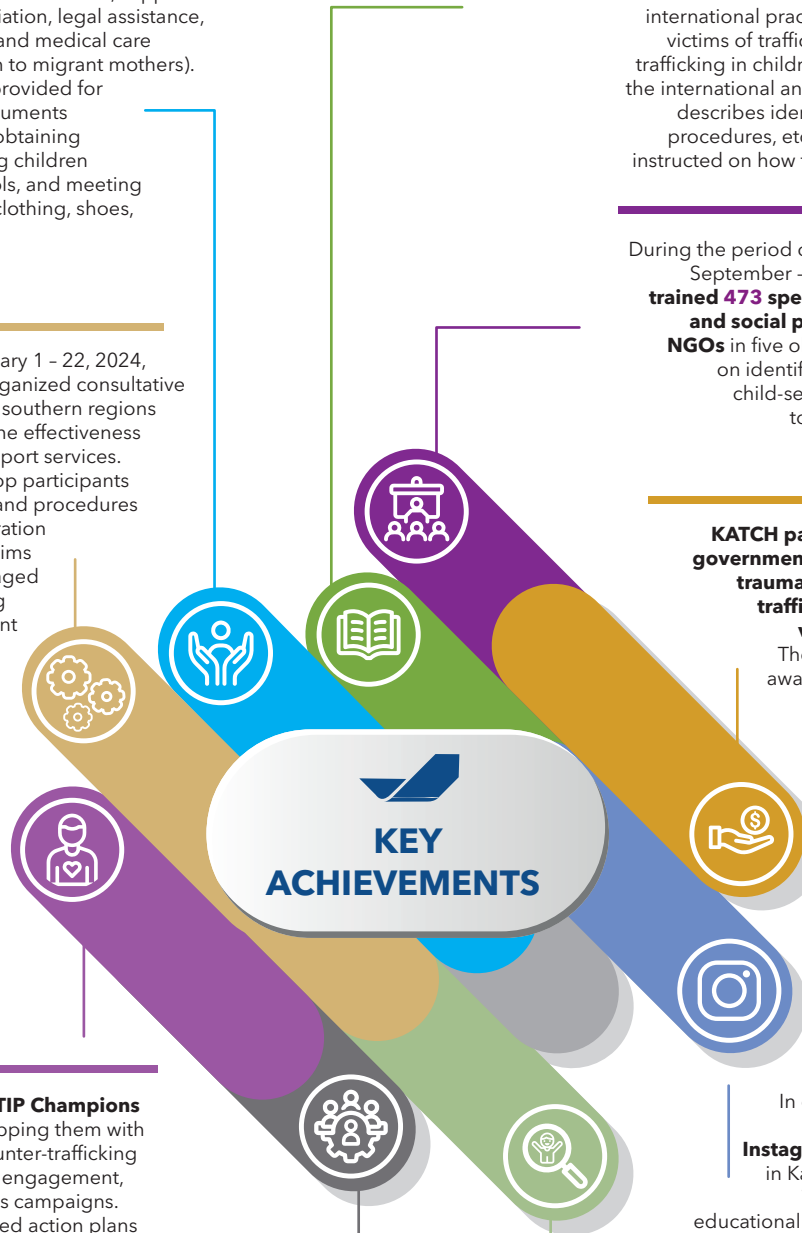 iation, legal assistance,
and medical care
n to migrant mothers).
rovided for
uments
obtaining
g children
ols, and meeting
clothing, shoes,
ary 1 – 22, 2024,
ganized consultative
southern regions
he effectiveness
port services.
op participants
and procedures
ration
ims
nged
g
nt
TIP Champions
pping them with
unter-trafficking
engagement,
s campaigns.
ed action plans
KEY
ACHIEVEMENTS
$
international prac
victims of traffic
trafficking in childr
the international an
describes iden
procedures, etc
instructed on how t
During the period o
September -
trained 473 spe
and social p
NGOs in five o
on identif
child-se
to
KATCH pa
government
trauma
traffi
v
The
awa
In
Instag
in Ka
educational